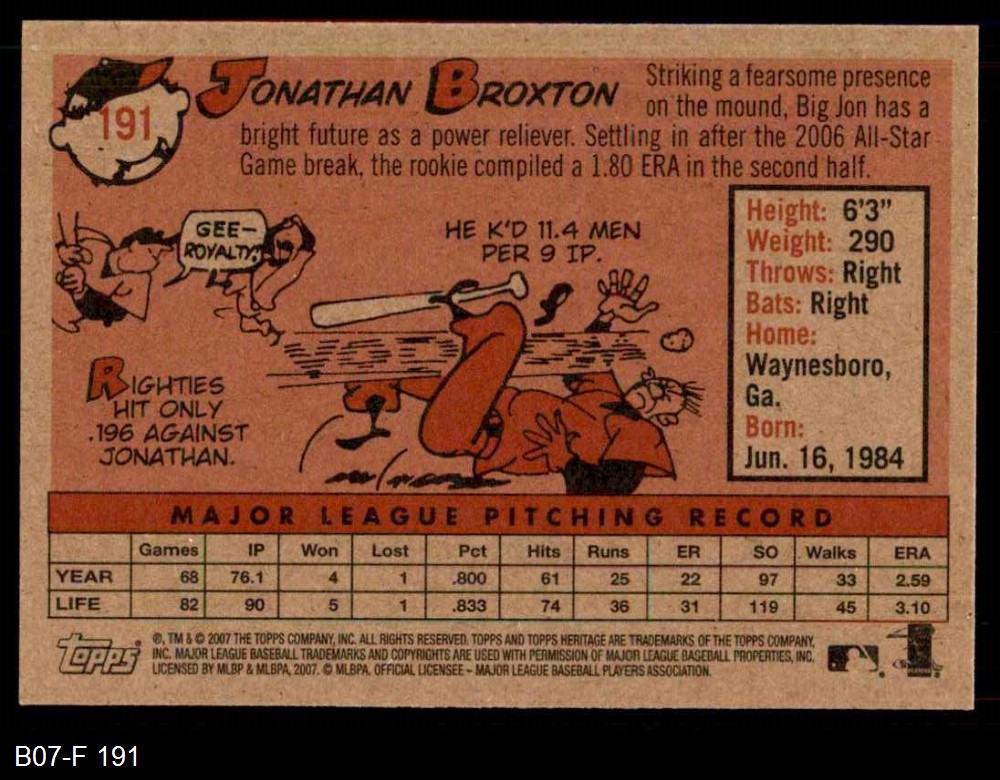 191
JONATHAN BROXTON
Striking a fearsome presence
on the mound, Big Jon has a
bright future as a power reliever. Settling in after the 2006 All-Star
Game break, the rookie compiled a 1.80 ERA in the second half.
GEE-
ROYALTY?
HE K'D 11.4 MEN
PER 9 IP.
RIGHTIES
HIT ONLY
.196 AGAINST
JONATHAN.
Height: 6'3"
Weight: 290
Throws: Right
Bats: Right
Home:
Waynesboro,
Ga.
Born:
Jun. 16, 1984
MAJOR LEAGUE PITCHING RECORD
Games IP Won Lost Pct Hits Runs ER SO Walks ERA
YEAR 68 76.1 4 1 .800 61 25 22 97 33 2.59
LIFE 82 90 5 1 .833 74 36 31 119 45 3.10
TOPPS
®, TM & © 2007 THE TOPPS COMPANY, INC. ALL RIGHTS RESERVED. TOPPS AND TOPPS HERITAGE ARE TRADEMARKS OF THE TOPPS COMPANY,
INC. MAJOR LEAGUE BASEBALL TRADEMARKS AND COPYRIGHTS ARE USED WITH PERMISSION OF MAJOR LEAGUE BASEBALL PROPERTIES, INC.
LICENSED BY MLBP & MLBPA, 2007. © MLBPA. OFFICIAL LICENSEE – MAJOR LEAGUE BASEBALL PLAYERS ASSOCIATION.
B07-F 191